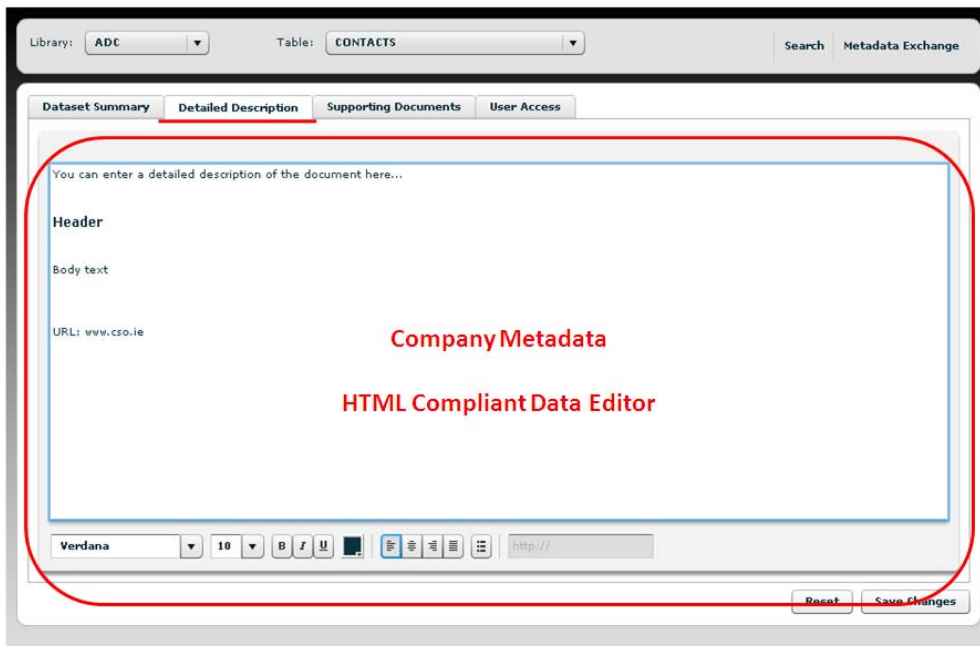 Library: ADC Table: CONTACTS Search Metadata Exchange
Dataset Summary Detailed Description Supporting Documents User Access
You can enter a detailed description of the document here...
Header
Body text
URL: www.cso.ie
Company Metadata
HTML Compliant Data Editor
Verdana 10 B I U http://
Reset Save Changes